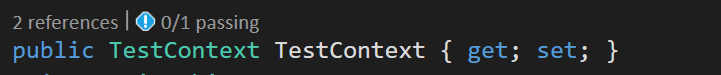 2 references | ! 0/1 passing
public TestContext TestContext { get; set; }